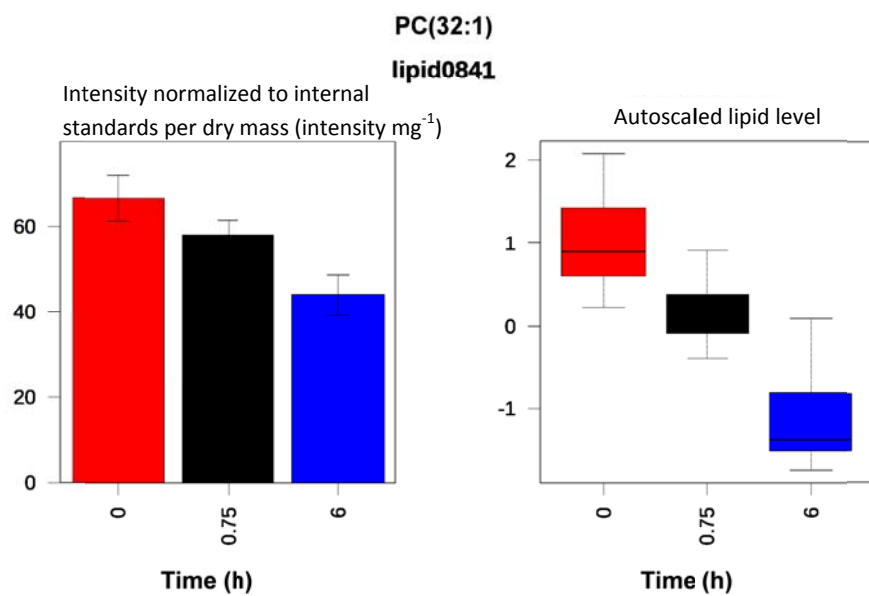 PC(32:1)
lipid0841
Intensity normalized to internal
standards per dry mass (intensity mg⁻¹)
60
40
20
0
0
0.75
6
Time (h)
Autoscaled lipid level
2
1
0
-1
0
0.75
6
Time (h)